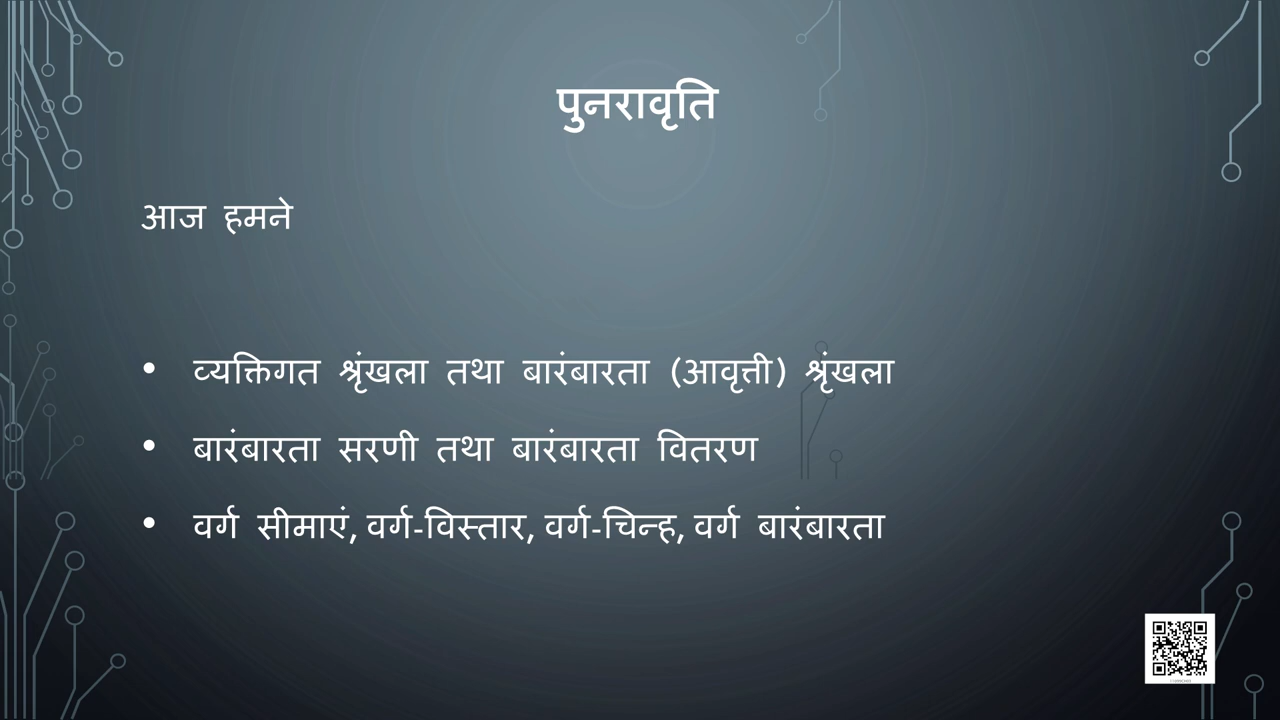 पुनरावृति
आज हमने
• व्यक्तिगत श्रृंखला तथा बारंबारता (आवृत्ती) श्रृंखला
• बारंबारता सरणी तथा बारंबारता वितरण
• वर्ग सीमाएं, वर्ग-विस्तार, वर्ग-चिन्ह, वर्ग बारंबारता